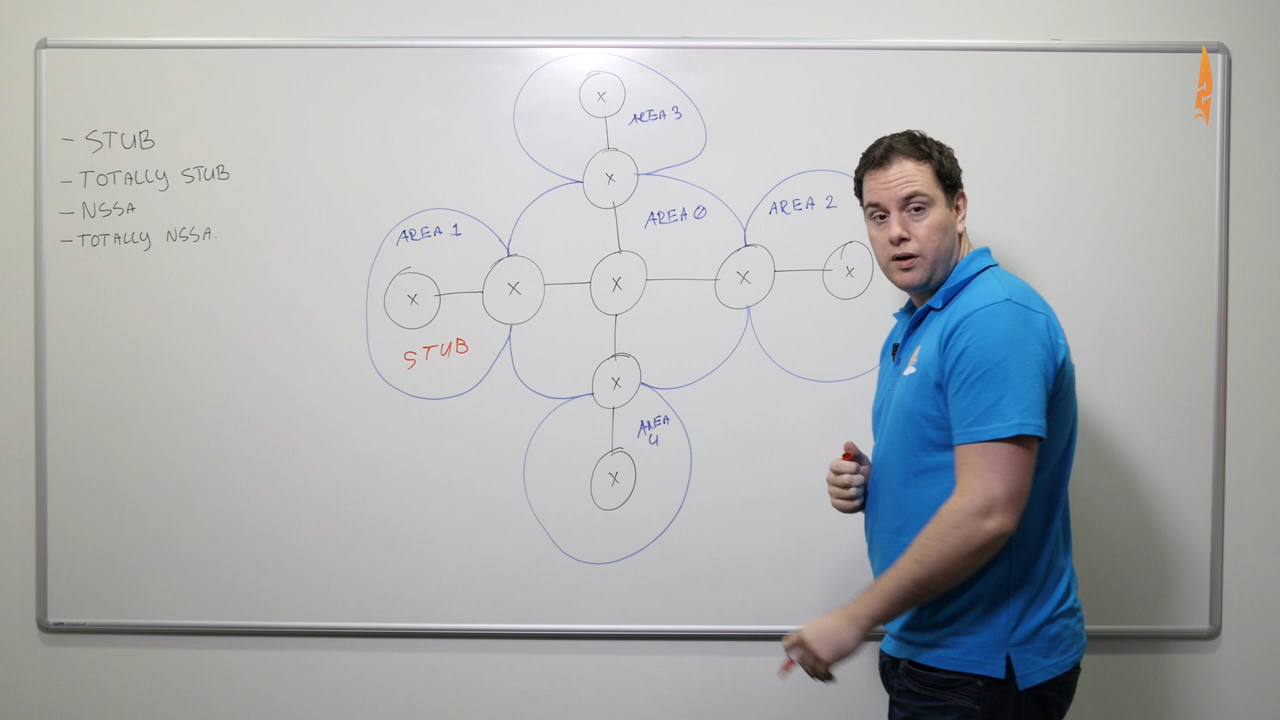 - STUB
- TOTALLY STUB
- NSSA
- TOTALLY NSSA.
X
AREA 3
X
AREA 0
AREA 2
AREA 1
X
X
X
X
X
STUB
X
AREA
4
X